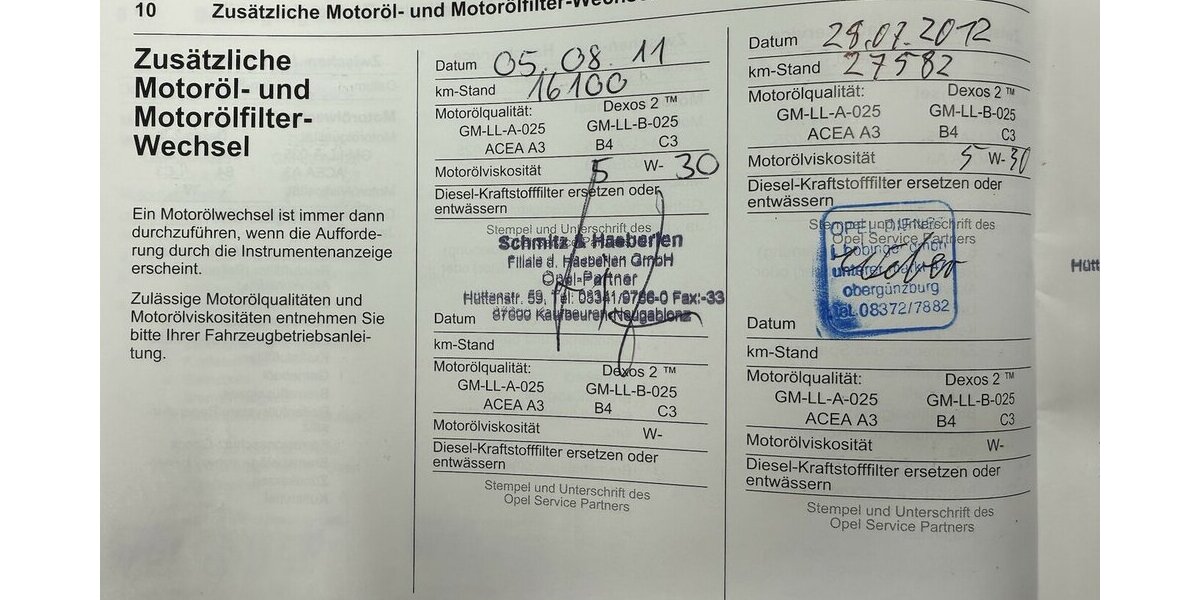 10 Zusätzliche Motoröl- und Motorölfilter-Wechsel
Zusätzliche
Motoröl- und
Motorölfilter-
Wechsel
Ein Motorölwechsel ist immer dann
durchzuführen, wenn die Aufforde-
rung durch die Instrumentenanzeige
erscheint.
Zulässige Motorölqualitäten und
Motorölviskositäten entnehmen Sie
bitte Ihrer Fahrzeugbetriebsanlei-
tung.
Datum 05.08.11
km-Stand 16100
Motorölqualität: Dexos 2 ™
GM-LL-A-025 GM-LL-B-025
ACEA A3 B4 C3
Motorölviskosität 5 W- 30
Diesel-Kraftstofffilter ersetzen oder
entwässern
Stempel und Unterschrift des
Schmitz & Haeberlen
Filiale d. Haeberlen GmbH
Opel-Partner
Hüttenstr. 59, Tel: 08341/9766-0 Fax:-33
87600 Kaufbeuren-Neugablonz
Datum
km-Stand
Motorölqualität: Dexos 2 ™
GM-LL-A-025 GM-LL-B-025
ACEA A3 B4 C3
Motorölviskosität W-
Diesel-Kraftstofffilter ersetzen oder
entwässern
Stempel und Unterschrift des
Opel Service Partners
Datum 28.07.2012
km-Stand 27582
Motorölqualität: Dexos 2 ™
GM-LL-A-025 GM-LL-B-025
ACEA A3 B4 C3
Motorölviskosität 5 W-30
Diesel-Kraftstofffilter ersetzen oder
entwässern
Stempel und Unterschrift des
Opel Service Partners
OPEL DIENST
gmbh
unterer markt
obergünzburg
tel.08372/7882
Datum
km-Stand
Motorölqualität: Dexos 2 ™
GM-LL-A-025 GM-LL-B-025
ACEA A3 B4 C3
Motorölviskosität W-
Diesel-Kraftstofffilter ersetzen oder
entwässern
Stempel und Unterschrift des
Opel Service Partners
Hütt